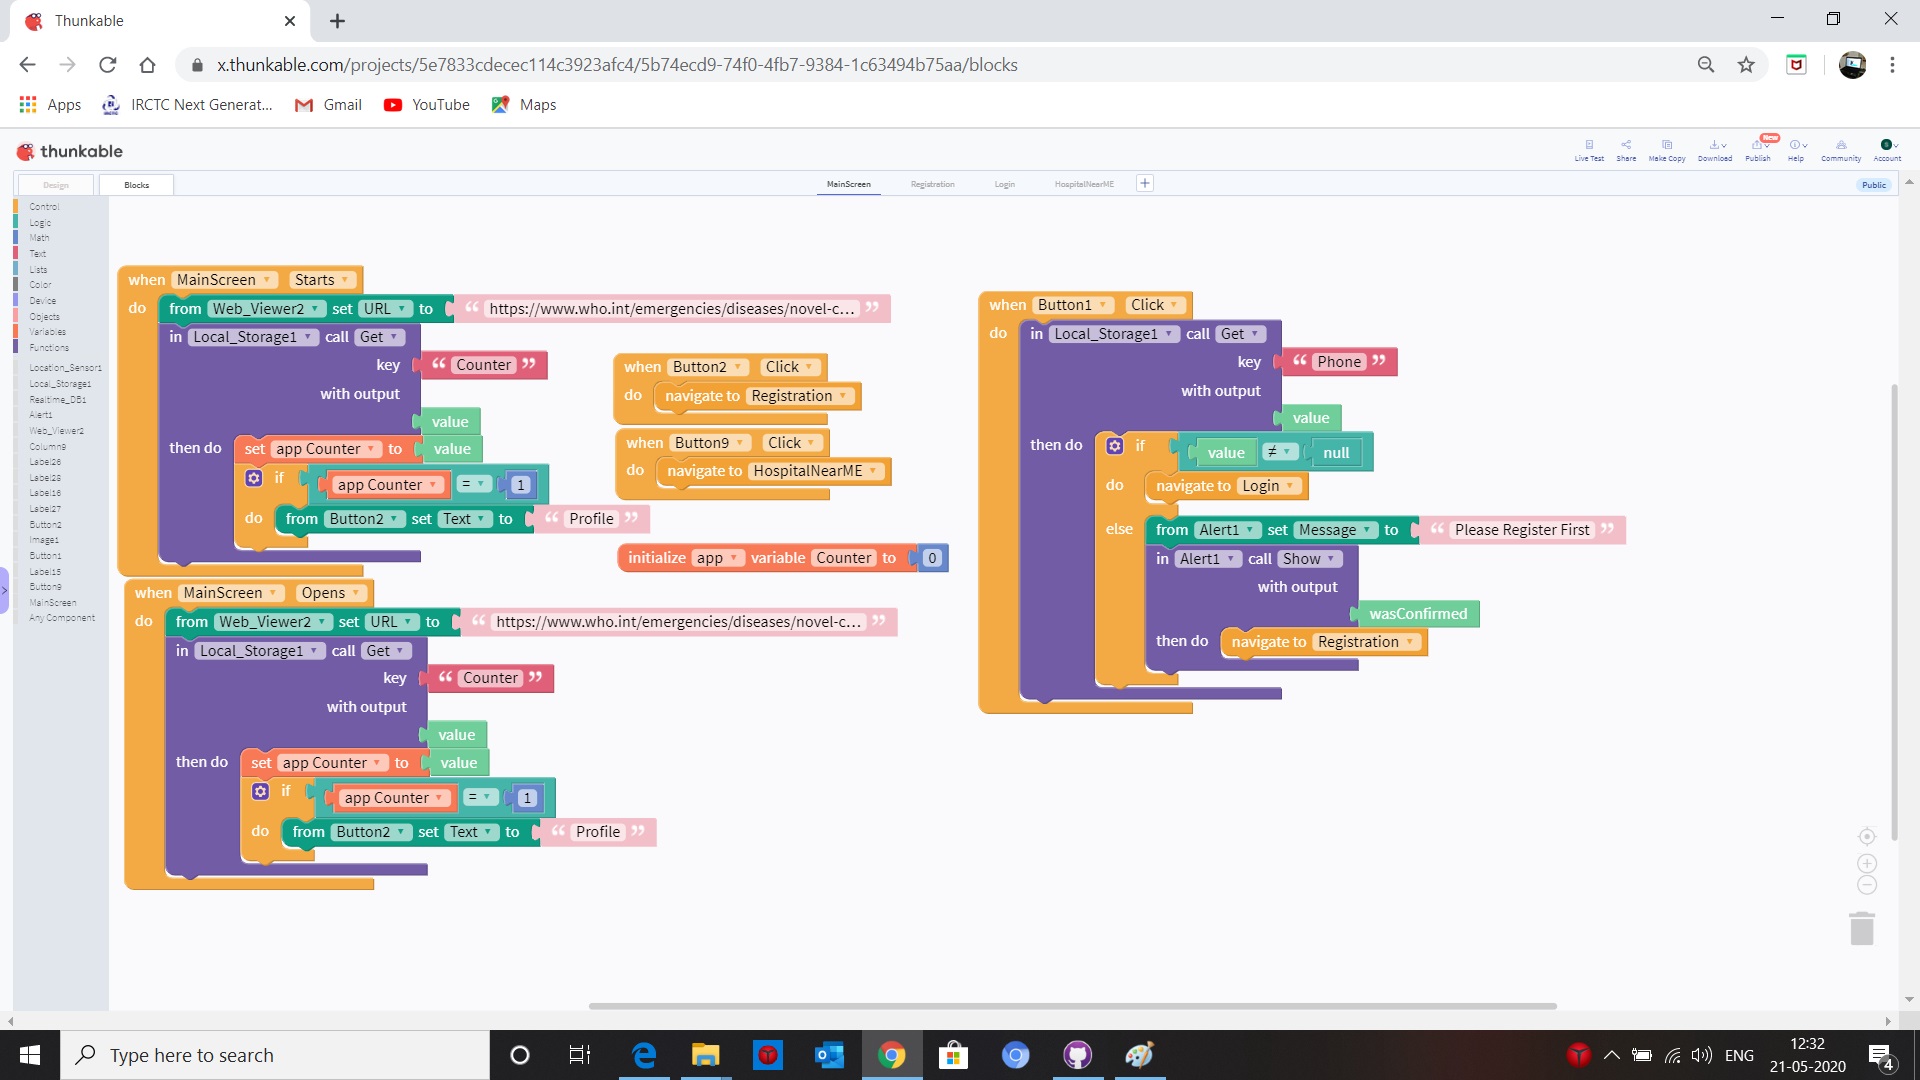 Thunkable
x.thunkable.com/projects/5e7833cdecec114c3923afc4/5b74ecd9-74f0-4fb7-9384-1c63494b75aa/blocks
Apps
IRCTC Next Generat...
Gmail
YouTube
Maps
thunkable
Live Test
Share
Make Copy
Download
New
Publish
Help
Community
Account
Design
Blocks
MainScreen
Registration
Login
HospitalNearME
Public
Control
Logic
Math
Text
Lists
Color
Device
Objects
Variables
Functions
Location_Sensor1
Local_Storage1
Realtime_DB1
Alert1
Web_Viewer2
Column9
Label26
Label28
Label16
Label27
Button2
Image1
Button1
Label15
Button9
MainScreen
Any Component
when MainScreen Starts
do from Web_Viewer2 set URL to “ https://www.who.int/emergencies/diseases/novel-c... ”
in Local_Storage1 call Get
key “ Counter ”
with output
value
then do set app Counter to value
if app Counter = 1
do from Button2 set Text to “ Profile ”
when MainScreen Opens
do from Web_Viewer2 set URL to “ https://www.who.int/emergencies/diseases/novel-c... ”
in Local_Storage1 call Get
key “ Counter ”
with output
value
then do set app Counter to value
if app Counter = 1
do from Button2 set Text to “ Profile ”
when Button2 Click
do navigate to Registration
when Button9 Click
do navigate to HospitalNearME
initialize app variable Counter to 0
when Button1 Click
do in Local_Storage1 call Get
key “ Phone ”
with output
value
then do if value ≠ null
do navigate to Login
else from Alert1 set Message to “ Please Register First ”
in Alert1 call Show
with output
wasConfirmed
then do navigate to Registration
Type here to search
ENG
12:32
21-05-2020
4